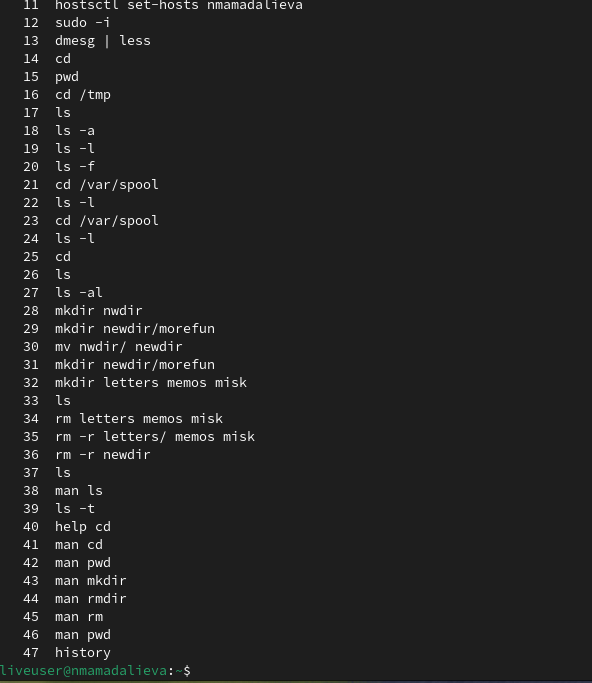 11 hostsctl set-hosts nmamadalieva
12 sudo -i
13 dmesg | less
14 cd
15 pwd
16 cd /tmp
17 ls
18 ls -a
19 ls -l
20 ls -f
21 cd /var/spool
22 ls -l
23 cd /var/spool
24 ls -l
25 cd
26 ls
27 ls -al
28 mkdir nwdir
29 mkdir newdir/morefun
30 mv nwdir/ newdir
31 mkdir newdir/morefun
32 mkdir letters memos misk
33 ls
34 rm letters memos misk
35 rm -r letters/ memos misk
36 rm -r newdir
37 ls
38 man ls
39 ls -t
40 help cd
41 man cd
42 man pwd
43 man mkdir
44 man rmdir
45 man rm
46 man pwd
47 history
liveuser@nmamadalieva:~$